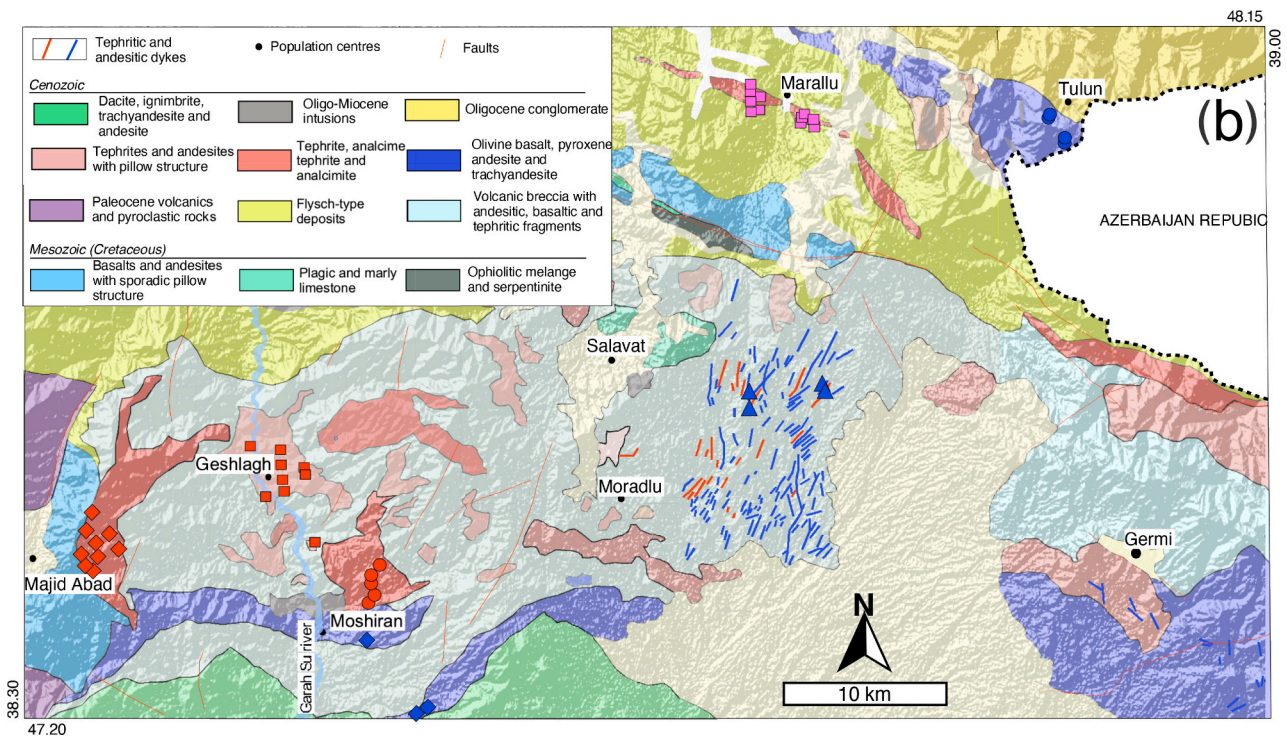 48.15
39.00
Tephritic and
andesitic dykes
Population centres
Faults
Cenozoic
Dacite, ignimbrite,
trachyandesite and
andesite
Oligo-Miocene
intusions
Oligocene conglomerate
Tephrites and andesites
with pillow structure
Tephrite, analcime
tephrite and
analcimite
Olivine basalt, pyroxene
andesite and
trachyandesite
Paleocene volcanics
and pyroclastic rocks
Flysch-type
deposits
Volcanic breccia with
andesitic, basaltic and
tephritic fragments
Mesozoic (Cretaceous)
Basalts and andesites
with sporadic pillow
structure
Plagic and marly
limestone
Ophiolitic melange
and serpentinite
Marallu
Tulun
(b)
AZERBAIJAN REPUBIC
Salavat
Geshlagh
Moradlu
Germi
Majid Abad
Moshiran
Garah Su river
N
10 km
38.30
47.20